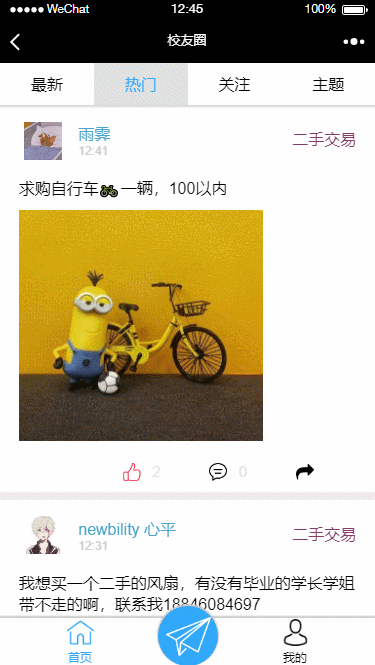 WeChat 12:45 100%
校友圈
最新 热门 关注 主题
雨霁 二手交易
12:41
求购自行车🚲一辆，100以内
2 0
newbility 心平 二手交易
12:31
我想买一个二手的风扇，有没有毕业的学长学姐
带不走的啊，联系我18846084697
首页 我的